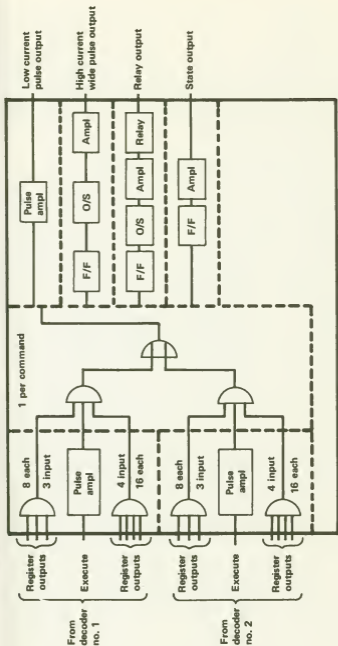 From
decoder
no. 1
Register
outputs
Execute
Register
outputs
8 each
3 input
Pulse
ampl
4 input
16 each
From
decoder
no. 2
Register
outputs
Execute
Register
outputs
8 each
3 input
Pulse
ampl
4 input
16 each
1 per command
Pulse
ampl
Low current
pulse output
F/F
O/S
Ampl
High current
wide pulse output
F/F
O/S
Ampl
Relay
Relay output
F/F
Ampl
State output